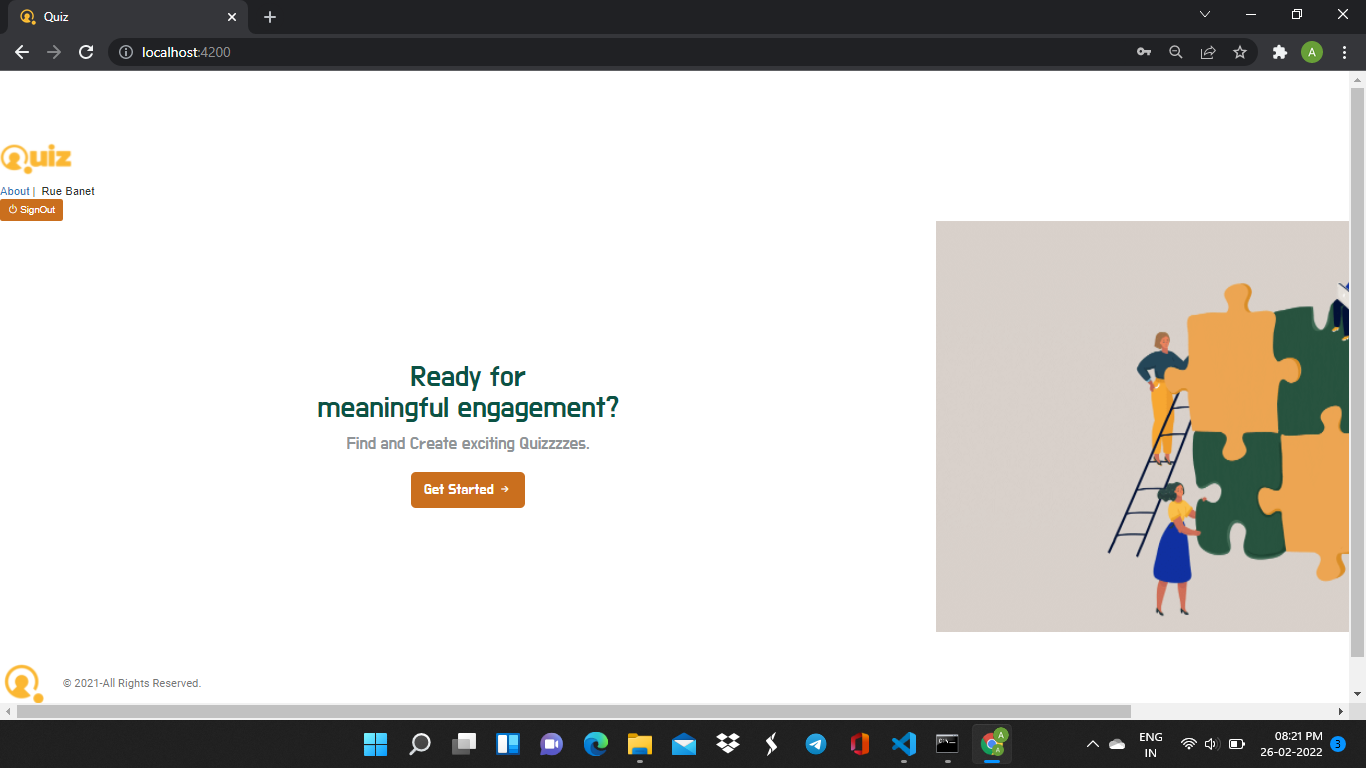 Quiz
localhost:4200
A
Quiz
About | Rue Banet
SignOut
Ready for
meaningful engagement?
Find and Create exciting Quizzzzes.
Get Started
© 2021-All Rights Reserved.
A
ENG
IN
08:21 PM
26-02-2022
3